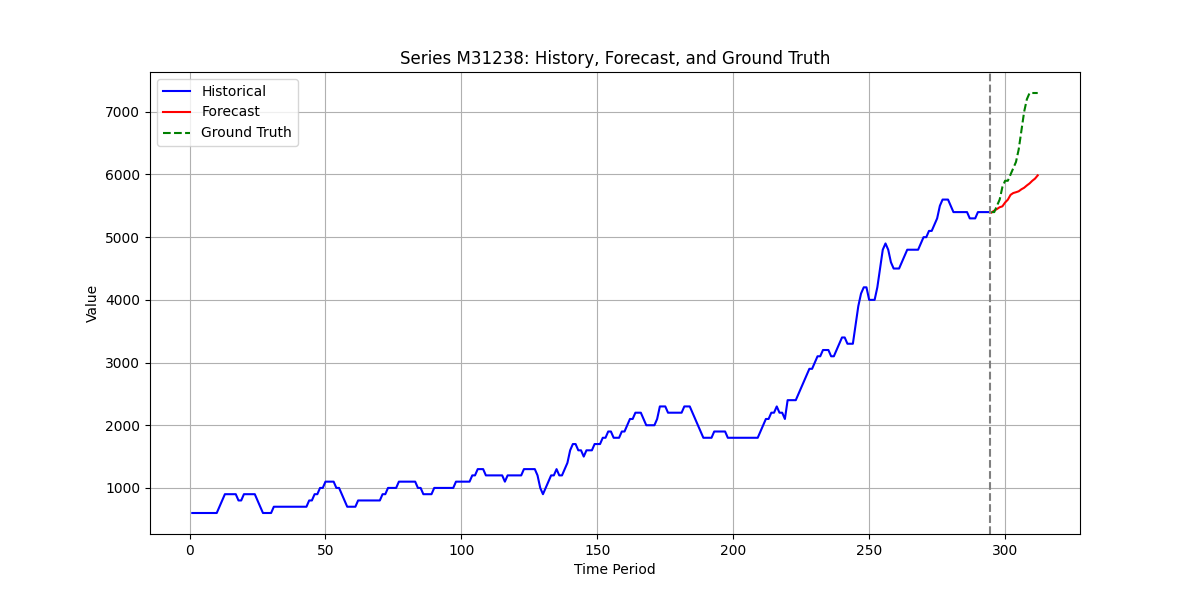 Series M31238: History, Forecast, and Ground Truth
Historical
Forecast
Ground Truth
7000
6000
5000
4000
3000
2000
1000
Value
0 50 100 150 200 250 300
Time Period